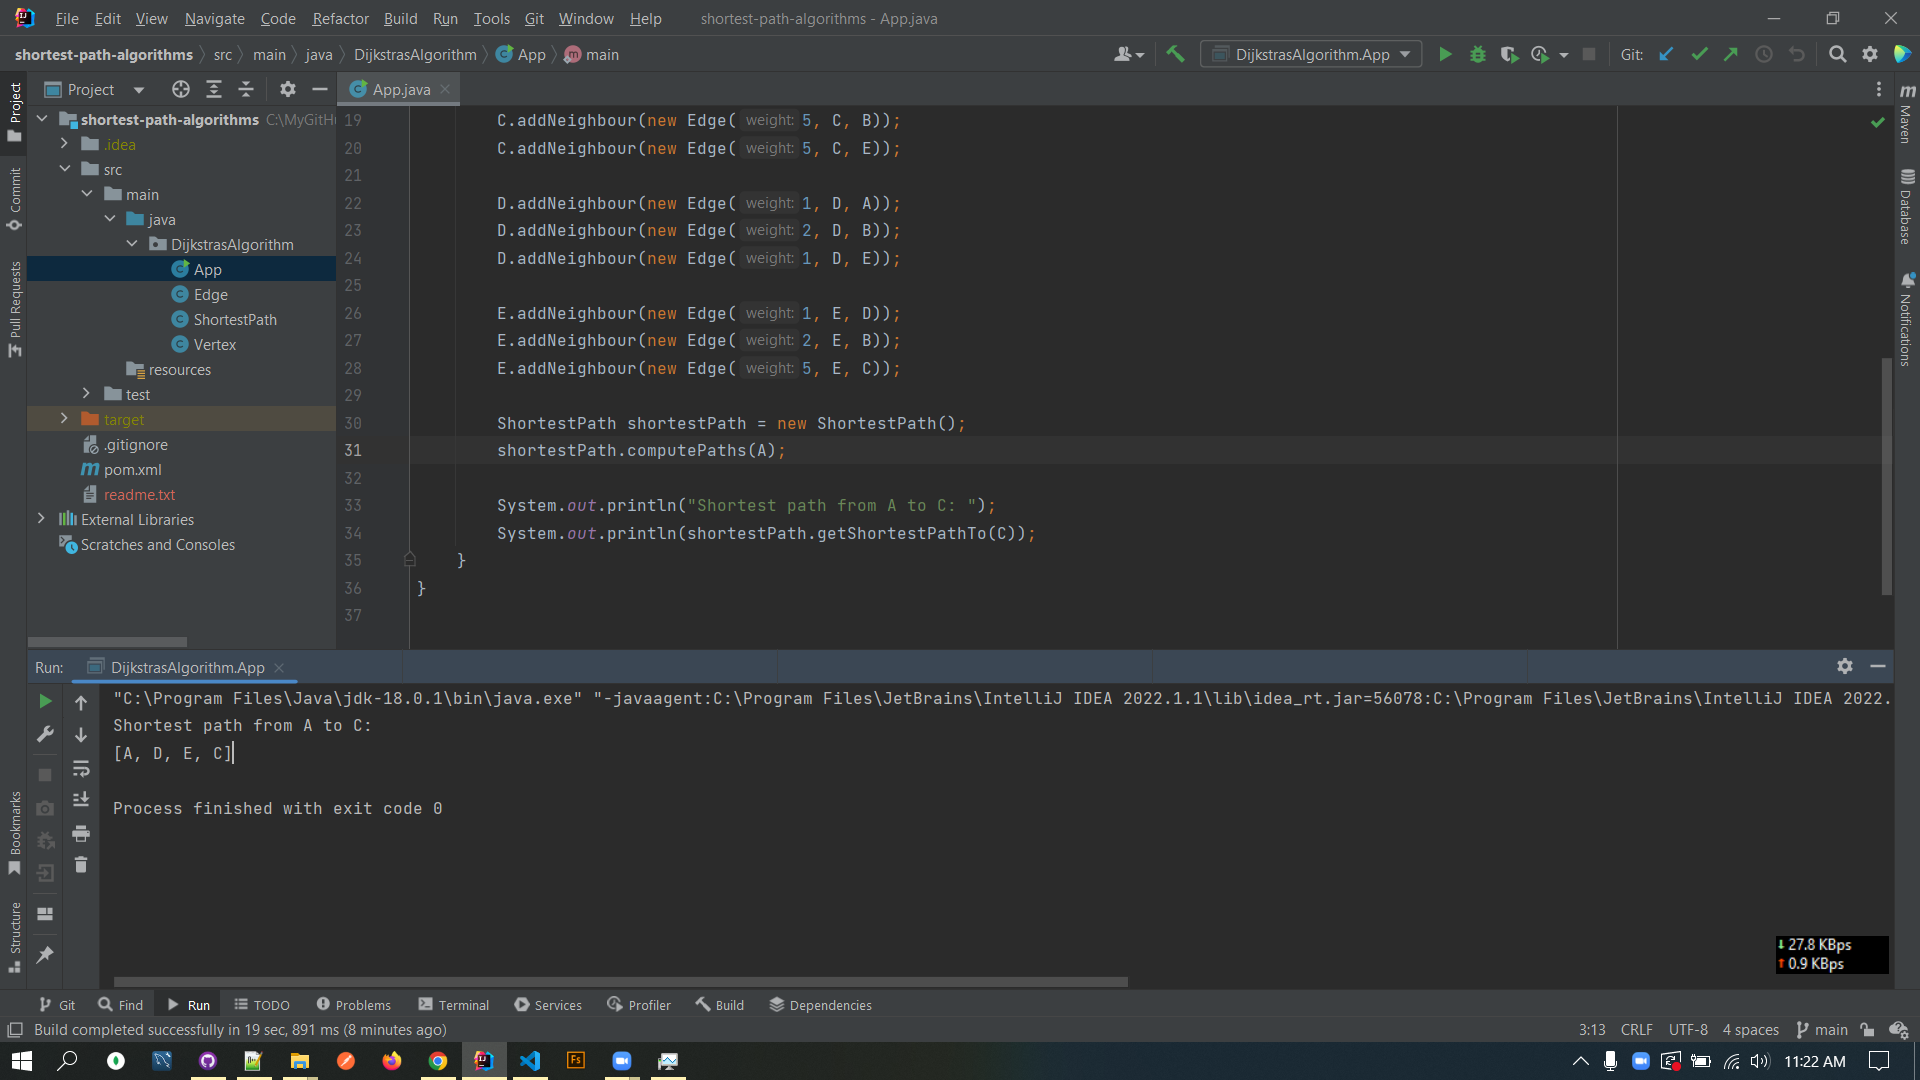 File Edit View Navigate Code Refactor Build Run Tools Git Window Help shortest-path-algorithms - App.java
shortest-path-algorithms src main java DijkstrasAlgorithm App main DijkstrasAlgorithm.App Git:
Project
App.java
shortest-path-algorithms C:\MyGitH
.idea
src
main
java
DijkstrasAlgorithm
App
Edge
ShortestPath
Vertex
resources
test
target
.gitignore
pom.xml
readme.txt
External Libraries
Scratches and Consoles
19 C.addNeighbour(new Edge( weight: 5, C, B));
20 C.addNeighbour(new Edge( weight: 5, C, E));
21
22 D.addNeighbour(new Edge( weight: 1, D, A));
23 D.addNeighbour(new Edge( weight: 2, D, B));
24 D.addNeighbour(new Edge( weight: 1, D, E));
25
26 E.addNeighbour(new Edge( weight: 1, E, D));
27 E.addNeighbour(new Edge( weight: 2, E, B));
28 E.addNeighbour(new Edge( weight: 5, E, C));
29
30 ShortestPath shortestPath = new ShortestPath();
31 shortestPath.computePaths(A);
32
33 System.out.println("Shortest path from A to C: ");
34 System.out.println(shortestPath.getShortestPathTo(C));
35 }
36 }
37
Project
Commit
Pull Requests
Bookmarks
Structure
Maven
Database
Notifications
Run: DijkstrasAlgorithm.App
"C:\Program Files\Java\jdk-18.0.1\bin\java.exe" "-javaagent:C:\Program Files\JetBrains\IntelliJ IDEA 2022.1.1\lib\idea_rt.jar=56078:C:\Program Files\JetBrains\IntelliJ IDEA 2022.
Shortest path from A to C:
[A, D, E, C]
Process finished with exit code 0
27.8 KBps
0.9 KBps
Git Find Run TODO Problems Terminal Services Profiler Build Dependencies
Build completed successfully in 19 sec, 891 ms (8 minutes ago) 3:13 CRLF UTF-8 4 spaces main
Fs 11:22 AM